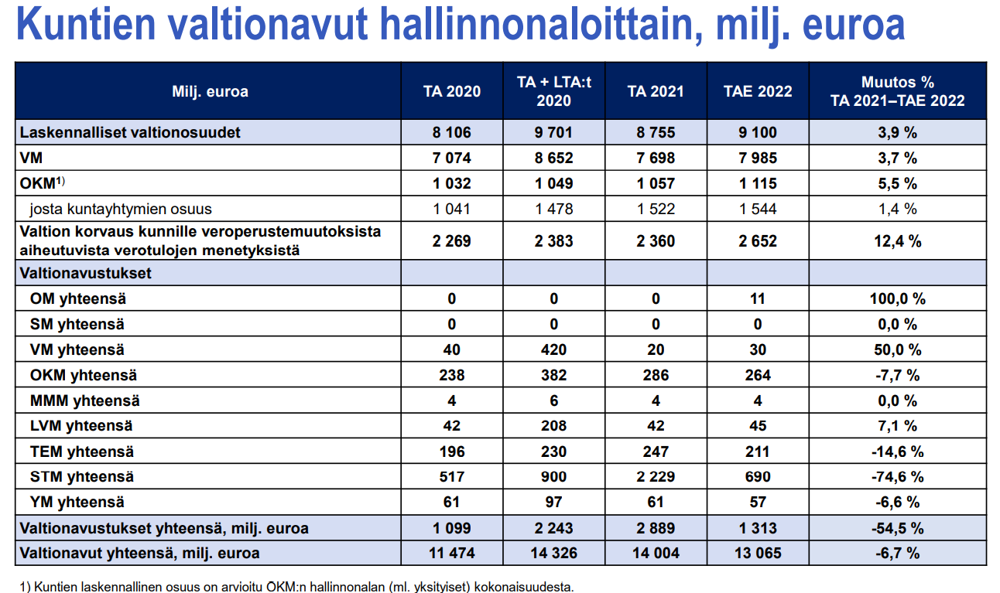 Kuntien valtionavut hallinnonaloittain, milj. euroa
Milj. euroa TA 2020 TA + LTA:t 2020 TA 2021 TAE 2022 Muutos % TA 2021–TAE 2022
Laskennalliset valtionosuudet 8 106 9 701 8 755 9 100 3,9 %
VM 7 074 8 652 7 698 7 985 3,7 %
OKM1) 1 032 1 049 1 057 1 115 5,5 %
josta kuntayhtymien osuus 1 041 1 478 1 522 1 544 1,4 %
Valtion korvaus kunnille veroperustemuutoksista
aiheutuvista verotulojen menetyksistä 2 269 2 383 2 360 2 652 12,4 %
Valtionavustukset
OM yhteensä 0 0 0 11 100,0 %
SM yhteensä 0 0 0 0 0,0 %
VM yhteensä 40 420 20 30 50,0 %
OKM yhteensä 238 382 286 264 -7,7 %
MMM yhteensä 4 6 4 4 0,0 %
LVM yhteensä 42 208 42 45 7,1 %
TEM yhteensä 196 230 247 211 -14,6 %
STM yhteensä 517 900 2 229 690 -74,6 %
YM yhteensä 61 97 61 57 -6,6 %
Valtionavustukset yhteensä, milj. euroa 1 099 2 243 2 889 1 313 -54,5 %
Valtionavut yhteensä, milj. euroa 11 474 14 326 14 004 13 065 -6,7 %
1) Kuntien laskennallinen osuus on arvioitu OKM:n hallinnonalan (ml. yksityiset) kokonaisuudesta.